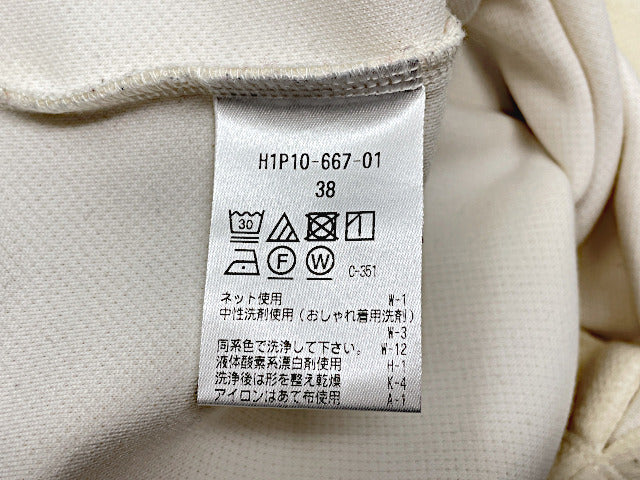 H1P10-667-01
38
30
F W C-351
ネット使用 W-1
中性洗剤使用(おしゃれ着用洗剤)
W-3
同系色で洗浄して下さい。 W-12
液体酸素系漂白剤使用 H-1
洗浄後は形を整え乾燥 K-4
アイロンはあて布使用 A-1